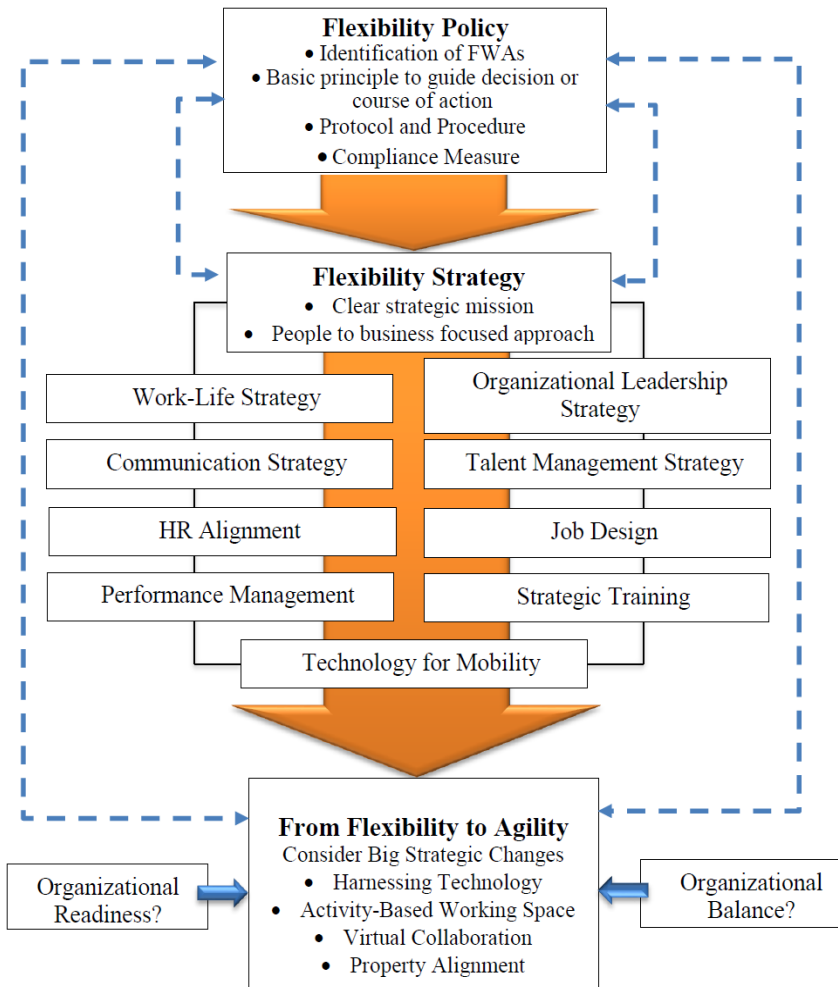 Flexibility Policy
• Identification of FWAs
• Basic principle to guide decision or
course of action
• Protocol and Procedure
• Compliance Measure
Flexibility Strategy
• Clear strategic mission
• People to business focused approach
Work-Life Strategy
Organizational Leadership
Strategy
Communication Strategy
Talent Management Strategy
HR Alignment
Job Design
Performance Management
Strategic Training
Technology for Mobility
From Flexibility to Agility
Consider Big Strategic Changes
• Harnessing Technology
• Activity-Based Working Space
• Virtual Collaboration
• Property Alignment
Organizational
Readiness?
Organizational
Balance?